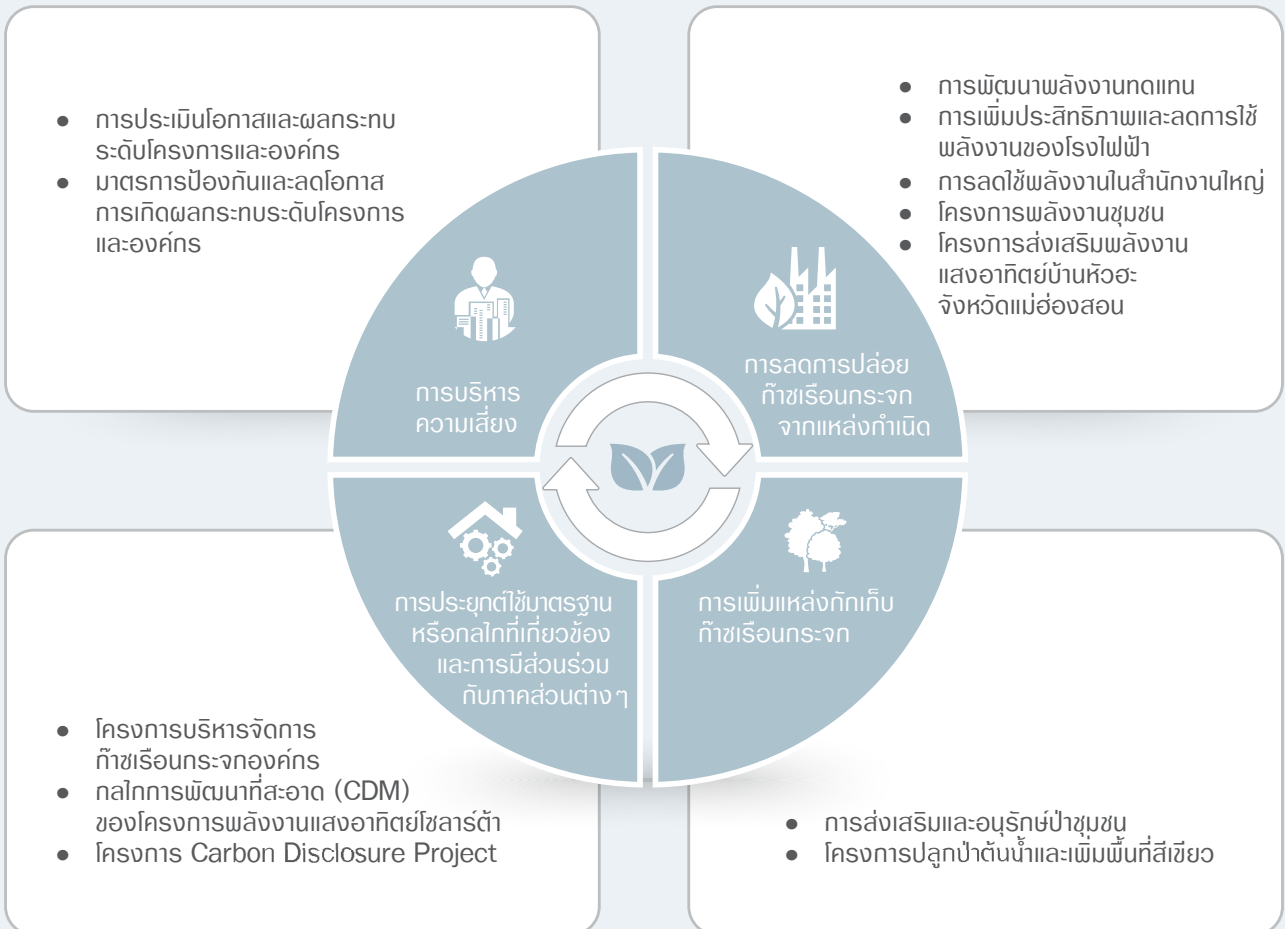 ● การประเมินโอกาสและผลกระทบ
ระดับโครงการและองค์กร
● มาตรการป้องกันและลดโอกาส
การเกิดผลกระทบระดับโครงการ
และองค์กร
● การพัฒนาพลังงานทดแทน
● การเพิ่มประสิทธิภาพและลดการใช้
พลังงานของโรงไฟฟ้า
● การลดใช้พลังงานในสำนักงานใหญ่
● โครงการพลังงานชุมชน
● โครงการส่งเสริมพลังงาน
แสงอาทิตย์บ้านหัวฮะ
จังหวัดแม่ฮ่องสอน
การบริหาร
ความเสี่ยง
การลดการปล่อย
ก๊าซเรือนกระจก
จากแหล่งกำเนิด
การประยุกต์ใช้มาตรฐาน
หรือกลไกที่เกี่ยวข้อง
และการมีส่วนร่วม
กับภาคส่วนต่าง ๆ
การเพิ่มแหล่งกักเก็บ
ก๊าซเรือนกระจก
● โครงการบริหารจัดการ
ก๊าซเรือนกระจกองค์กร
● กลไกการพัฒนาที่สะอาด (CDM)
ของโครงการพลังงานแสงอาทิตย์โซลาร์ต้า
● โครงการ Carbon Disclosure Project
● การส่งเสริมและอนุรักษ์ป่าชุมชน
● โครงการปลูกป่าต้นน้ำและเพิ่มพื้นที่สีเขียว